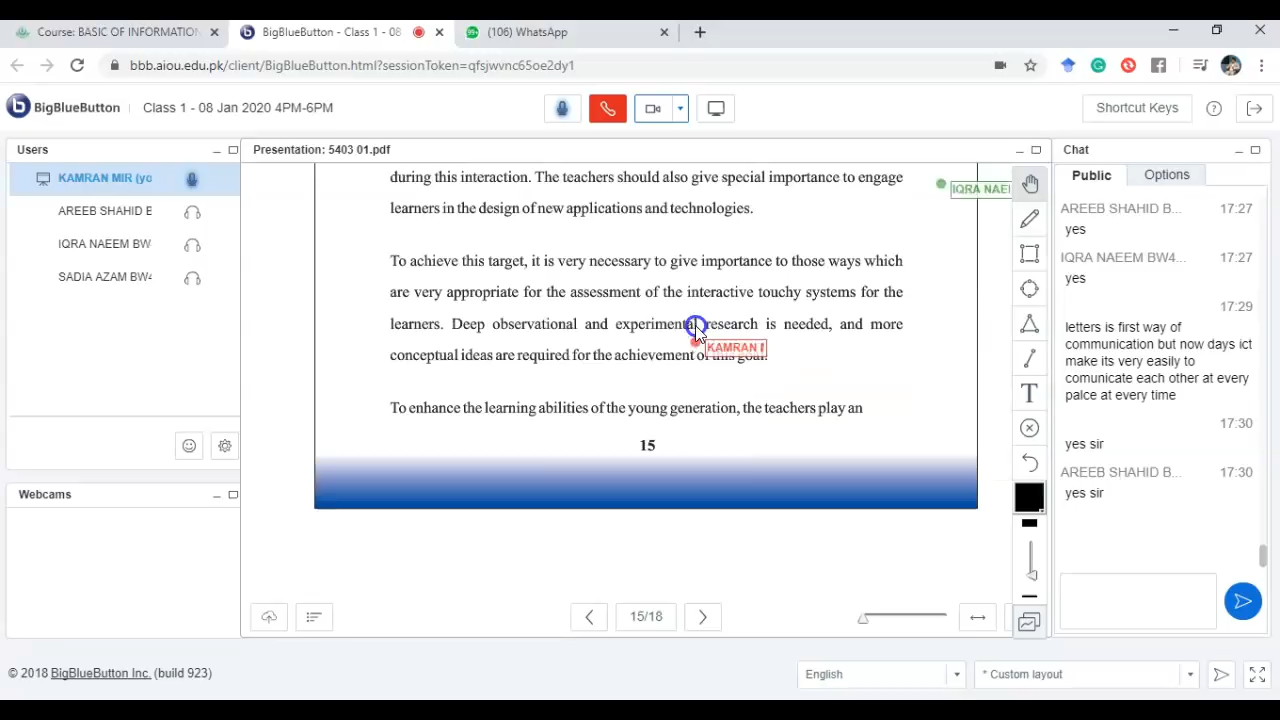 Course: BASIC OF INFORMATION
BigBlueButton - Class 1 - 08
(106) WhatsApp
bbb.aiou.edu.pk/client/BigBlueButton.html?sessionToken=qfsjwvnc65oe2dy1
BigBlueButton
Class 1 - 08 Jan 2020 4PM-6PM
Shortcut Keys
Users
KAMRAN MIR (yo
AREEB SHAHID B
IQRA NAEEM BW
SADIA AZAM BW4
Webcams
Presentation: 5403 01.pdf
during this interaction. The teachers should also give special importance to engage
learners in the design of new applications and technologies.
IQRA NAEI
To achieve this target, it is very necessary to give importance to those ways which
are very appropriate for the assessment of the interactive touchy systems for the
learners. Deep observational and experimental research is needed, and more
KAMRAN
conceptual ideas are required for the achievement of this goal.
To enhance the learning abilities of the young generation, the teachers play an
15
15/18
T
Chat
Public
Options
AREEB SHAHID B... 17:27
yes
IQRA NAEEM BW4... 17:27
yes
17:29
letters is first way of
communication but now days ict
make its very easily to
comunicate each other at every
palce at every time
17:30
yes sir
AREEB SHAHID B... 17:30
yes sir
© 2018 BigBlueButton Inc. (build 923)
English
* Custom layout